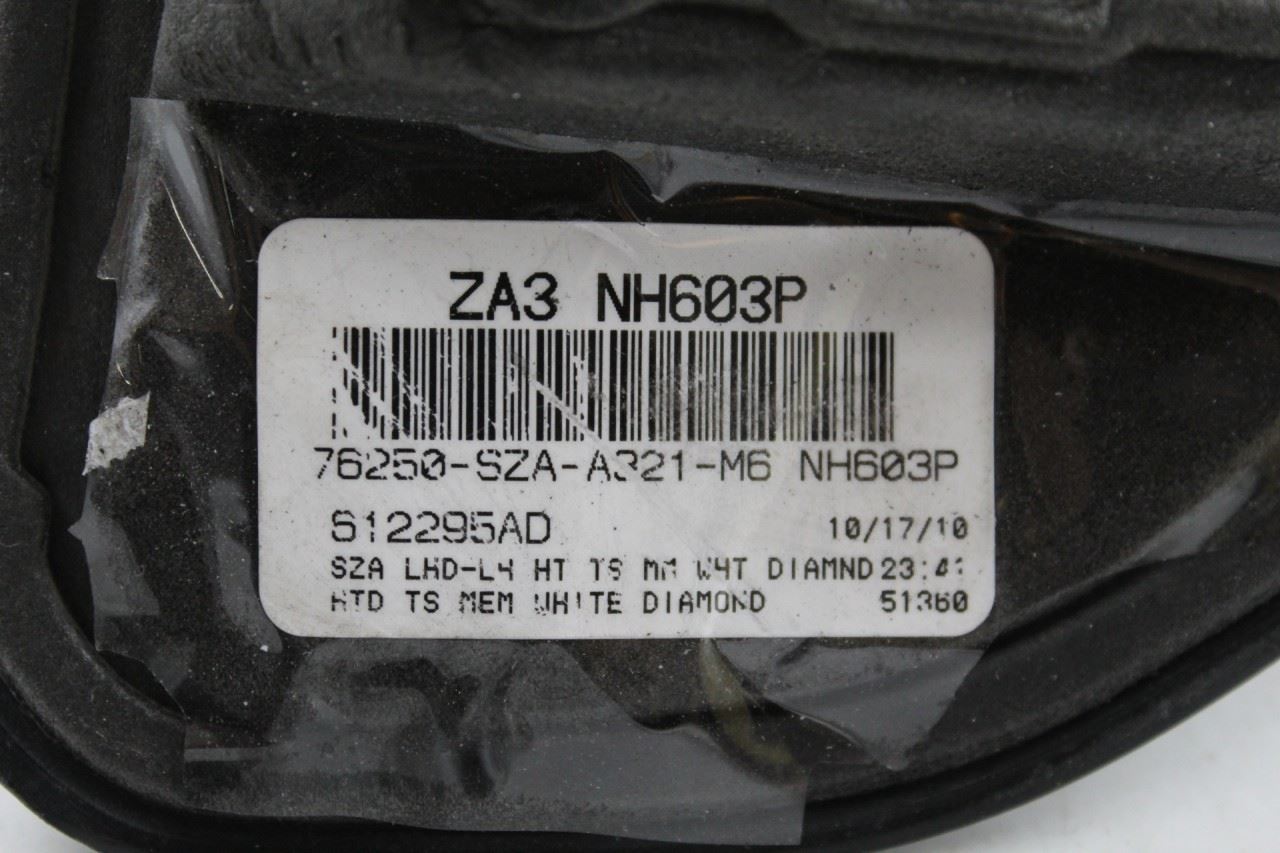 ZA3 NH603P
76250-SZA-A321-M6 NH603P
612295AD 10/17/10
SZA LHD-L4 HT TS MM WHT DIAMND 23:41
HTD TS MEM WHITE DIAMOND 51360